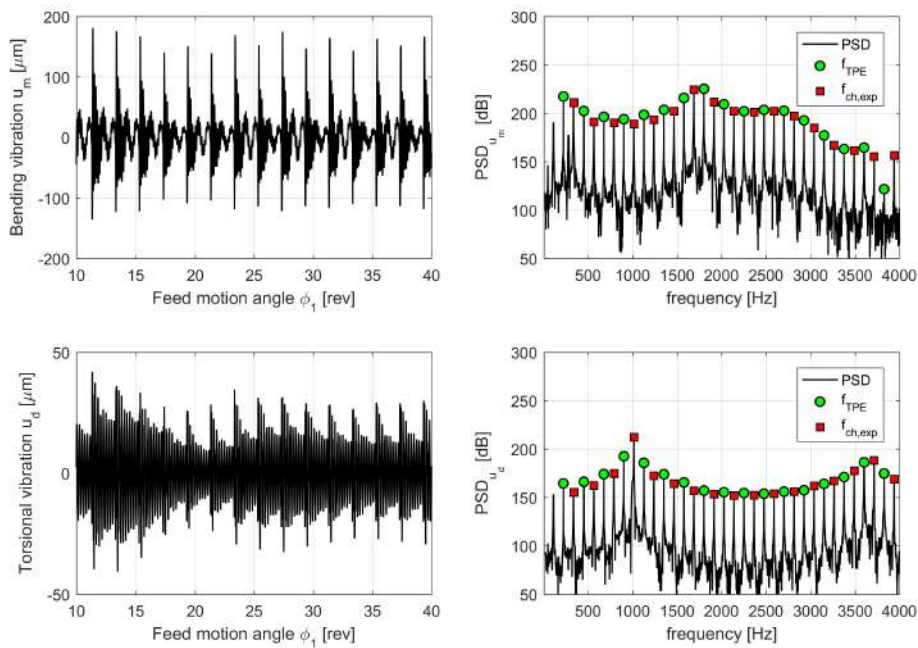 200
100
0
-100
-200
10 15 20 25 30 35 40
Bending vibration u_m [μm]
Feed motion angle ϕ_1 [rev]
300
250
200
150
100
50
500 1000 1500 2000 2500 3000 3500 4000
PSD_{u_m} [dB]
frequency [Hz]
PSD
f_TPE
f_ch,exp
50
0
-50
10 15 20 25 30 35 40
Torsional vibration u_d [μm]
Feed motion angle ϕ_1 [rev]
300
250
200
150
100
50
500 1000 1500 2000 2500 3000 3500 4000
PSD_{u_d} [dB]
frequency [Hz]
PSD
f_TPE
f_ch,exp